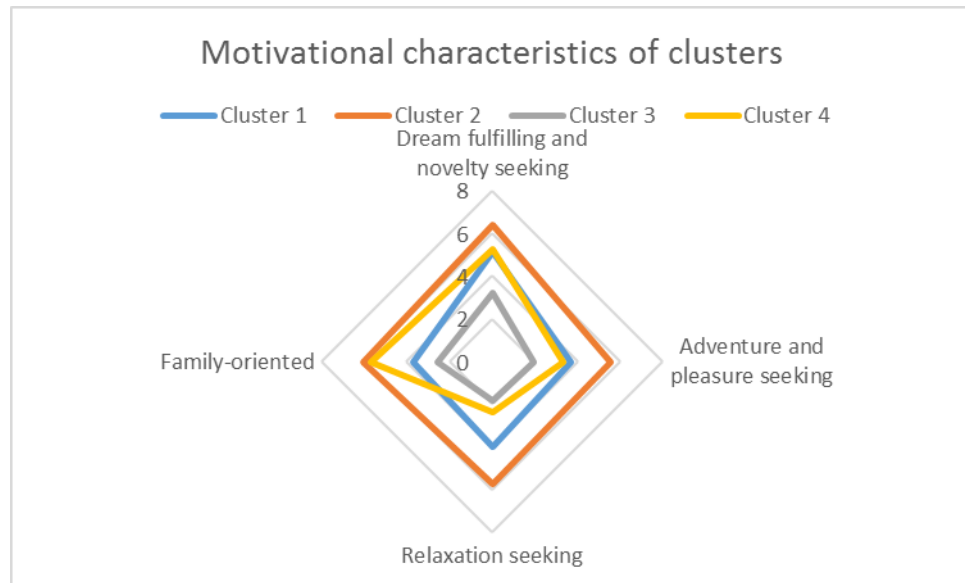 Motivational characteristics of clusters
Cluster 1 Cluster 2 Cluster 3 Cluster 4
Dream fulfilling and
novelty seeking
8
6
4
2
0
Family-oriented
Adventure and
pleasure seeking
Relaxation seeking